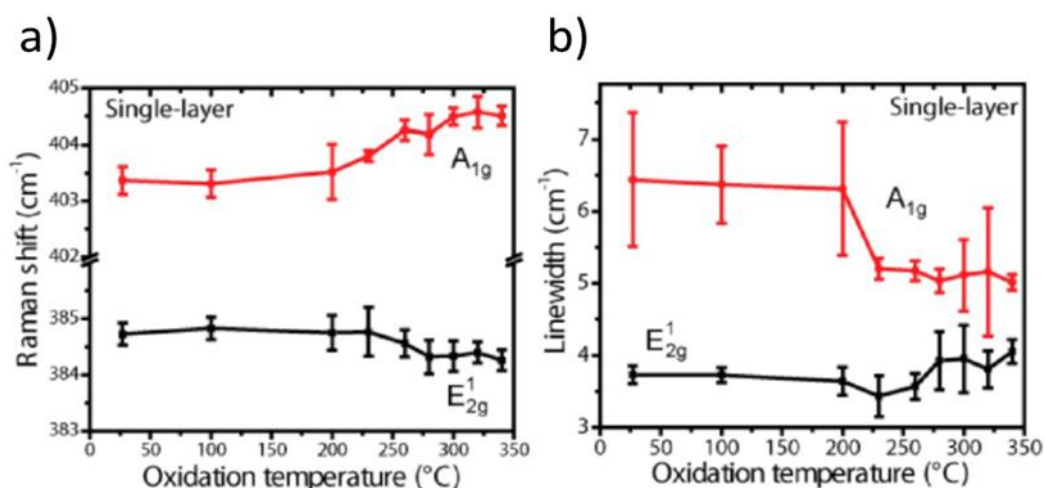 a)
b)
405
Single-layer
404
A1g
403
402
385
384
E¹2g
383
0 50 100 150 200 250 300 350
Oxidation temperature (°C)
Raman shift (cm⁻¹)
Single-layer
7
A1g
6
5
E¹2g
4
3
0 50 100 150 200 250 300 350
Oxidation temperature (°C)
Linewidth (cm⁻¹)